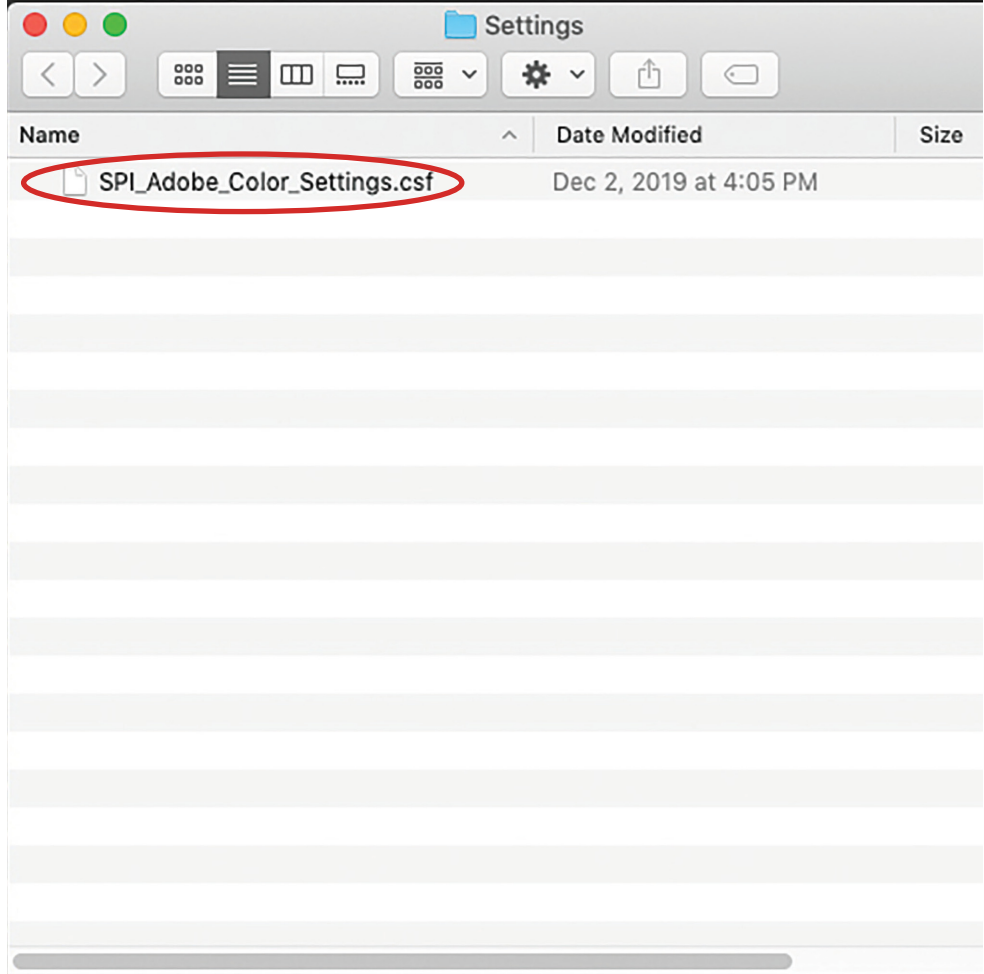 Settings
Name Date Modified Size
SPI_Adobe_Color_Settings.csf Dec 2, 2019 at 4:05 PM